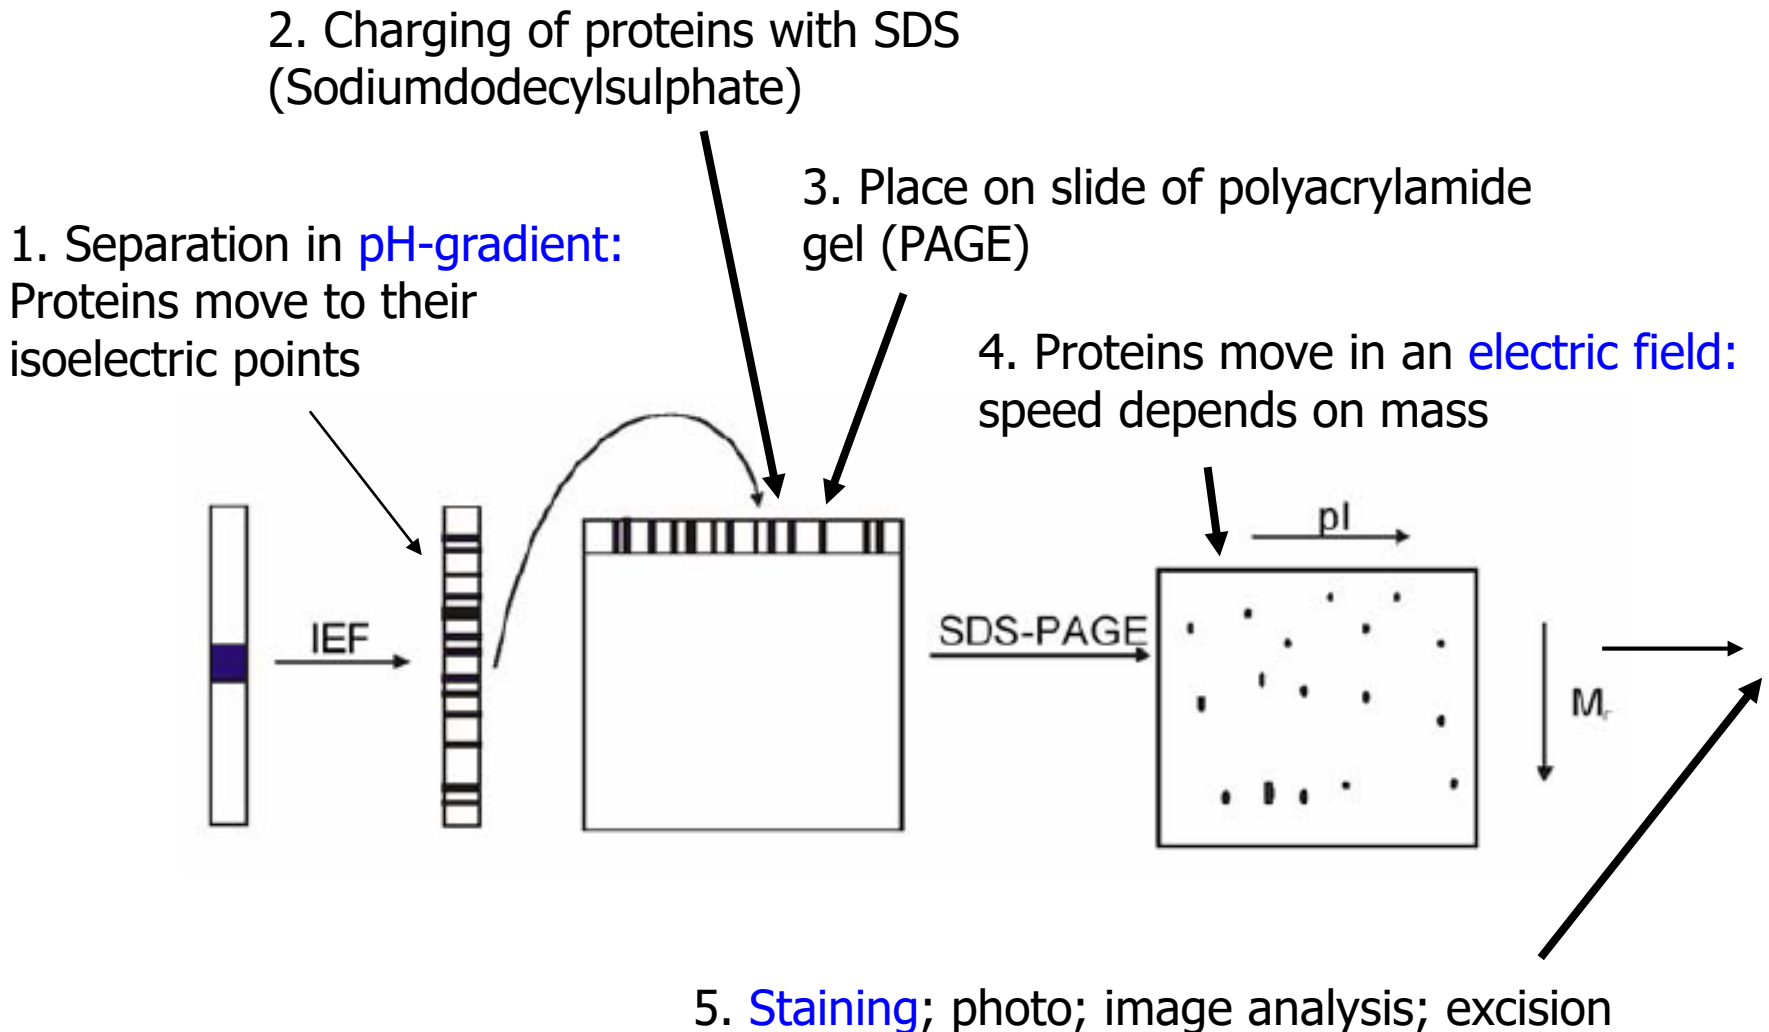 2. Charging of proteins with SDS
(Sodiumdodecylsulphate)
3. Place on slide of polyacrylamide
gel (PAGE)
1. Separation in pH-gradient:
Proteins move to their
isoelectric points
4. Proteins move in an electric field:
speed depends on mass
IEF
SDS-PAGE
pI
Mr
5. Staining; photo; image analysis; excision